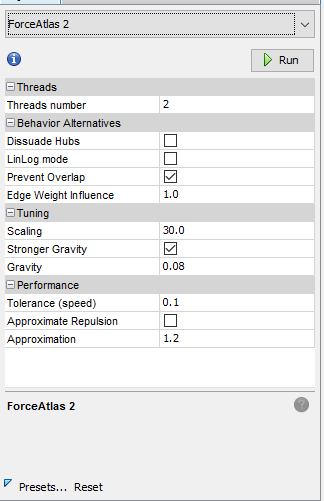 ForceAtlas 2
Run
Threads
Threads number 2
Behavior Alternatives
Dissuade Hubs
LinLog mode
Prevent Overlap
Edge Weight Influence 1.0
Tuning
Scaling 30.0
Stronger Gravity
Gravity 0.08
Performance
Tolerance (speed) 0.1
Approximate Repulsion
Approximation 1.2
ForceAtlas 2
Presets... Reset